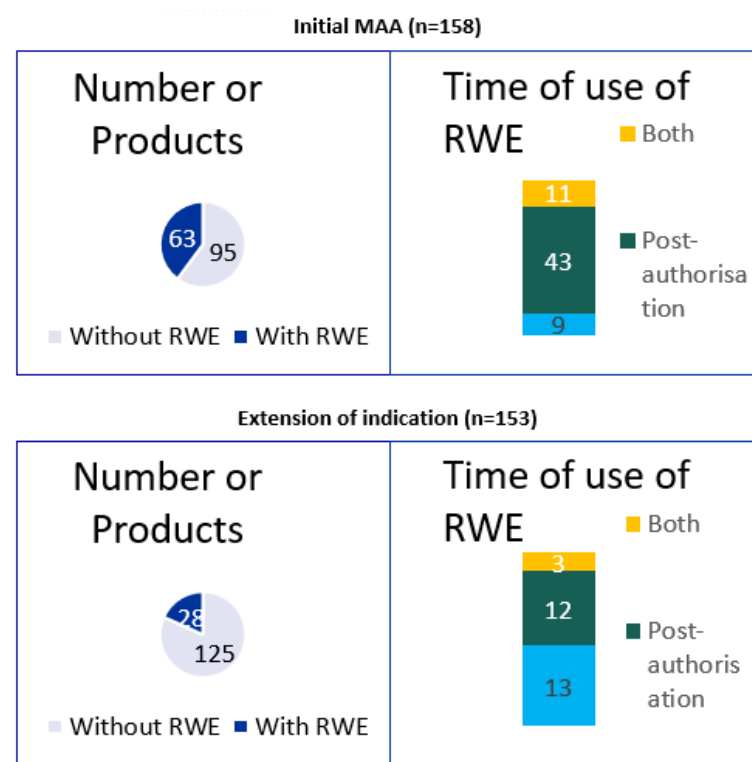 Initial MAA (n=158)
Number or
Products
63
95
Without RWE
With RWE
Time of use of
RWE
Both
11
43
Post-
authorisa
tion
9
Extension of indication (n=153)
Number or
Products
28
125
Without RWE
With RWE
Time of use of
RWE
Both
3
12
Post-
authoris
ation
13